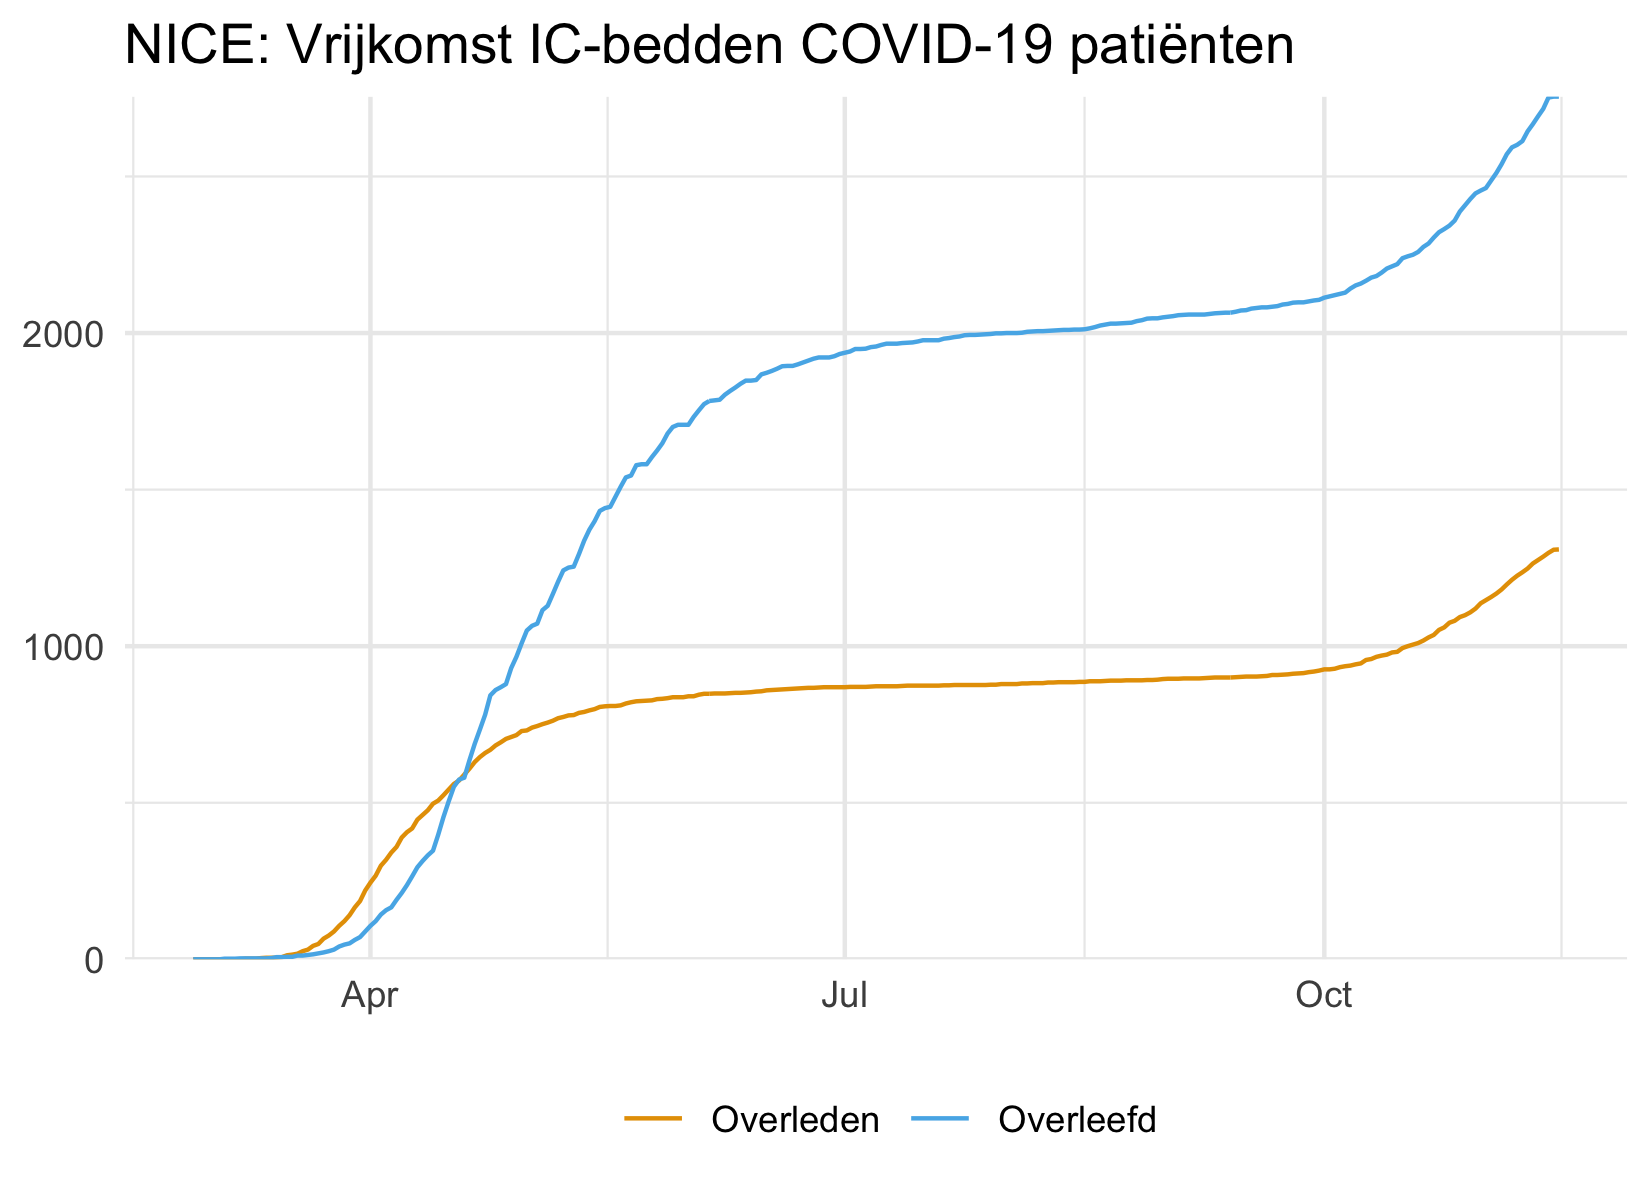 NICE: Vrijkomst IC-bedden COVID-19 patiënten
2000
1000
0
Apr Jul Oct
Overleden Overleefd